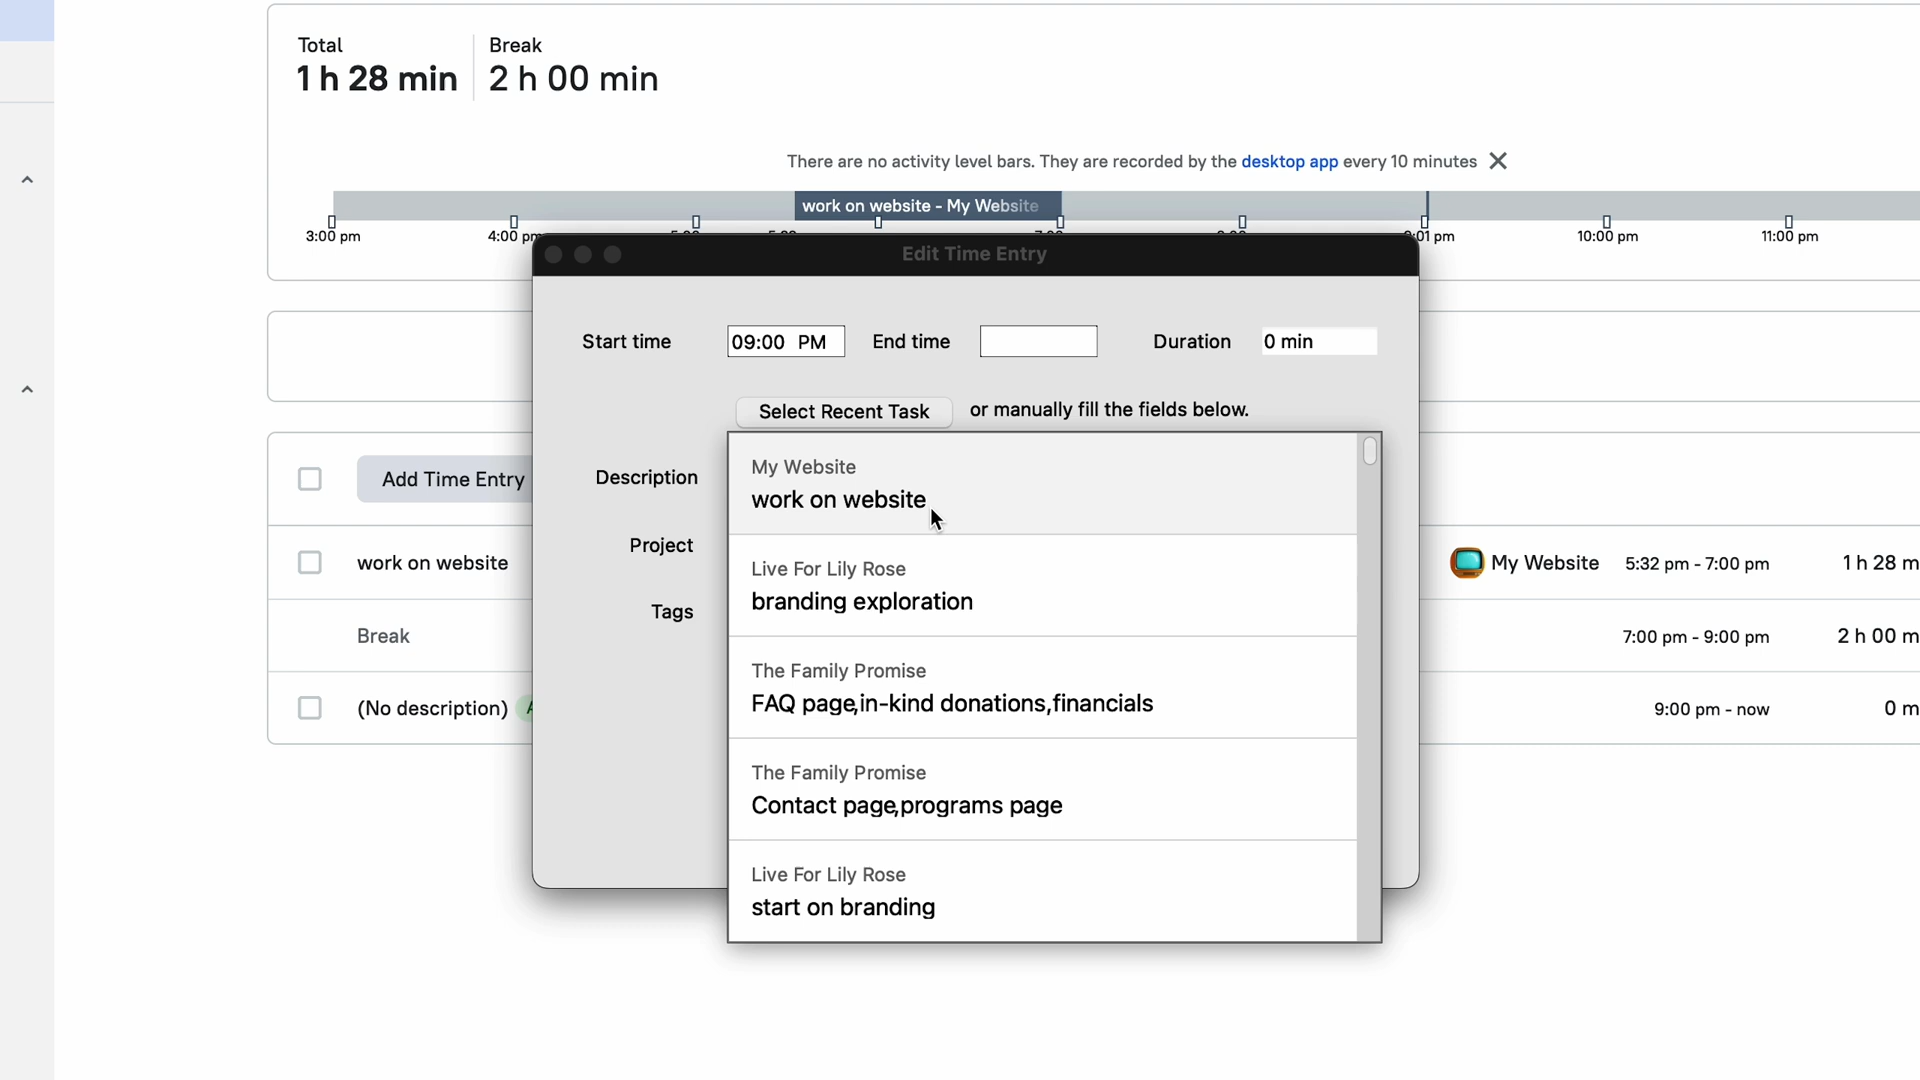 Total
1 h 28 min
Break
2 h 00 min
There are no activity level bars. They are recorded by the desktop app every 10 minutes
work on website - My Website
3:00 pm
4:00 pm
10:00 pm
11:00 pm
Edit Time Entry
Start time
09:00 PM
End time
Duration
0 min
Select Recent Task
or manually fill the fields below.
Add Time Entry
Description
Project
Tags
My Website
work on website
Live For Lily Rose
branding exploration
The Family Promise
FAQ page,in-kind donations,financials
The Family Promise
Contact page,programs page
Live For Lily Rose
start on branding
work on website
My Website
5:32 pm - 7:00 pm
1 h 28 m
Break
7:00 pm - 9:00 pm
2 h 00 m
(No description)
9:00 pm - now
0 m